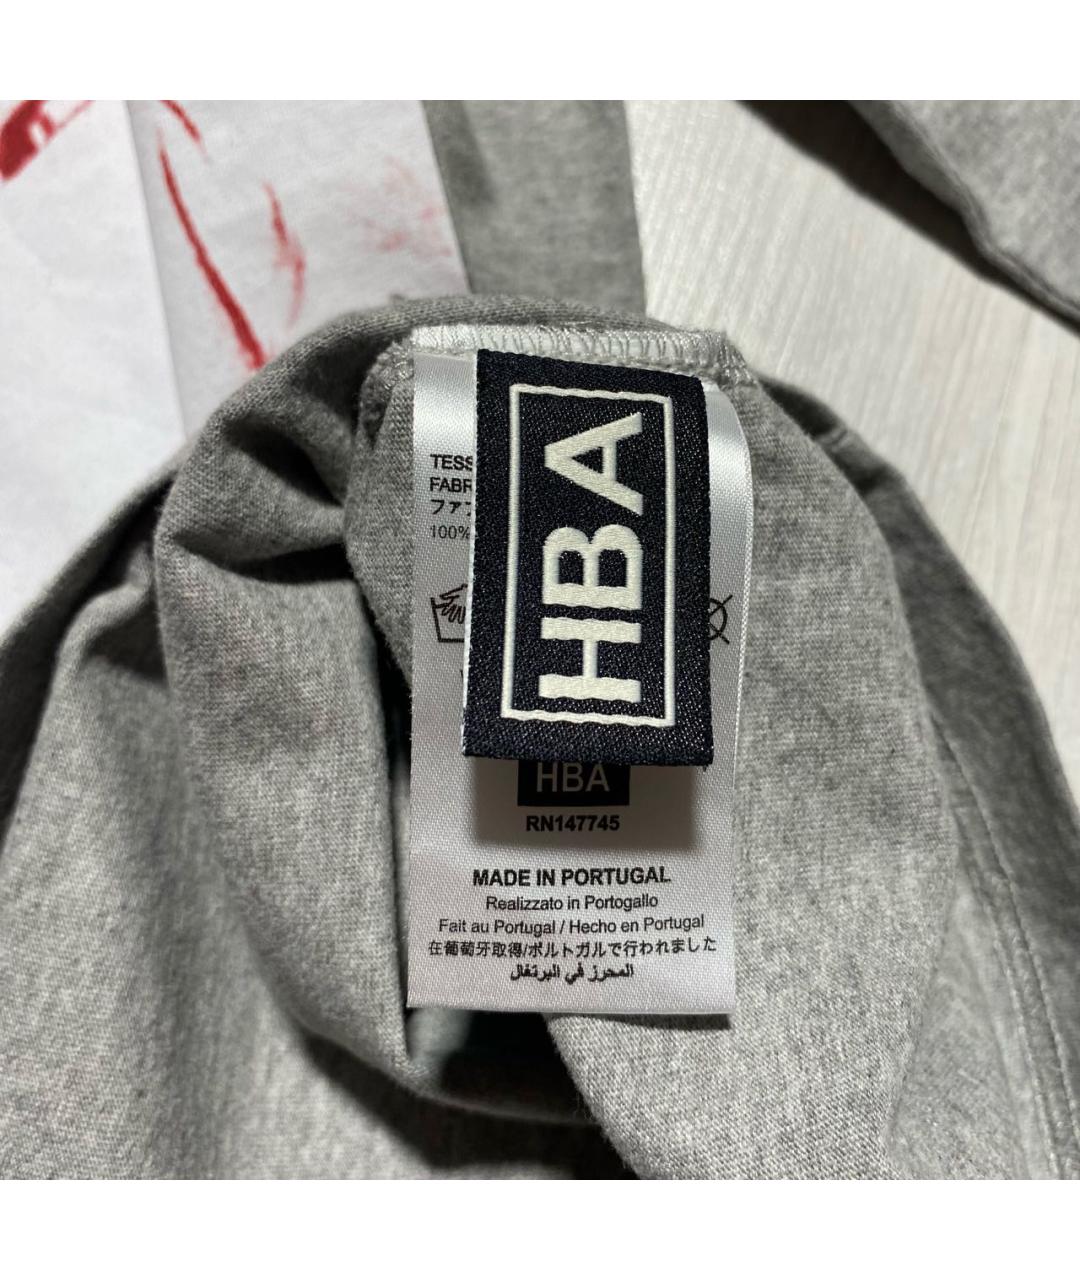 HBA
TESS
FABR
ファブ
100%
HBA
RN147745
MADE IN PORTUGAL
Realizzato in Portogallo
Fait au Portugal / Hecho en Portugal
在葡萄牙取得/ポルトガルで行われました
المحرز في البرتغال